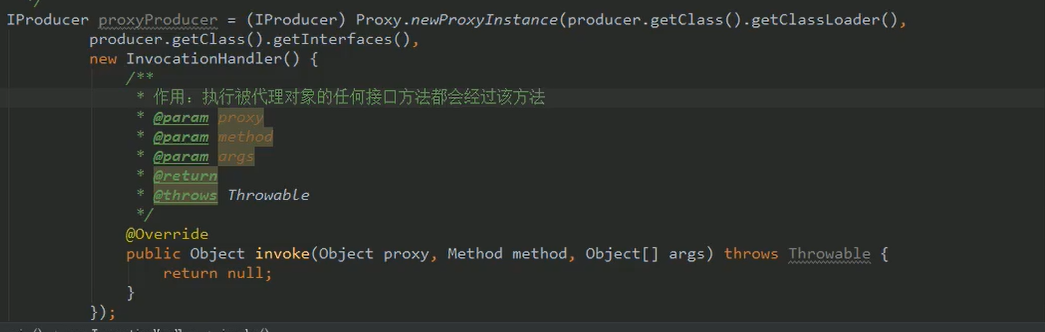 */
IProducer proxyProducer = (IProducer) Proxy.newProxyInstance(producer.getClass().getClassLoader(),
producer.getClass().getInterfaces(),
new InvocationHandler() {
/**
* 作用：执行被代理对象的任何接口方法都会经过该方法
* @param proxy
* @param method
* @param args
* @return
* @throws Throwable
*/
@Override
public Object invoke(Object proxy, Method method, Object[] args) throws Throwable {
return null;
}
});